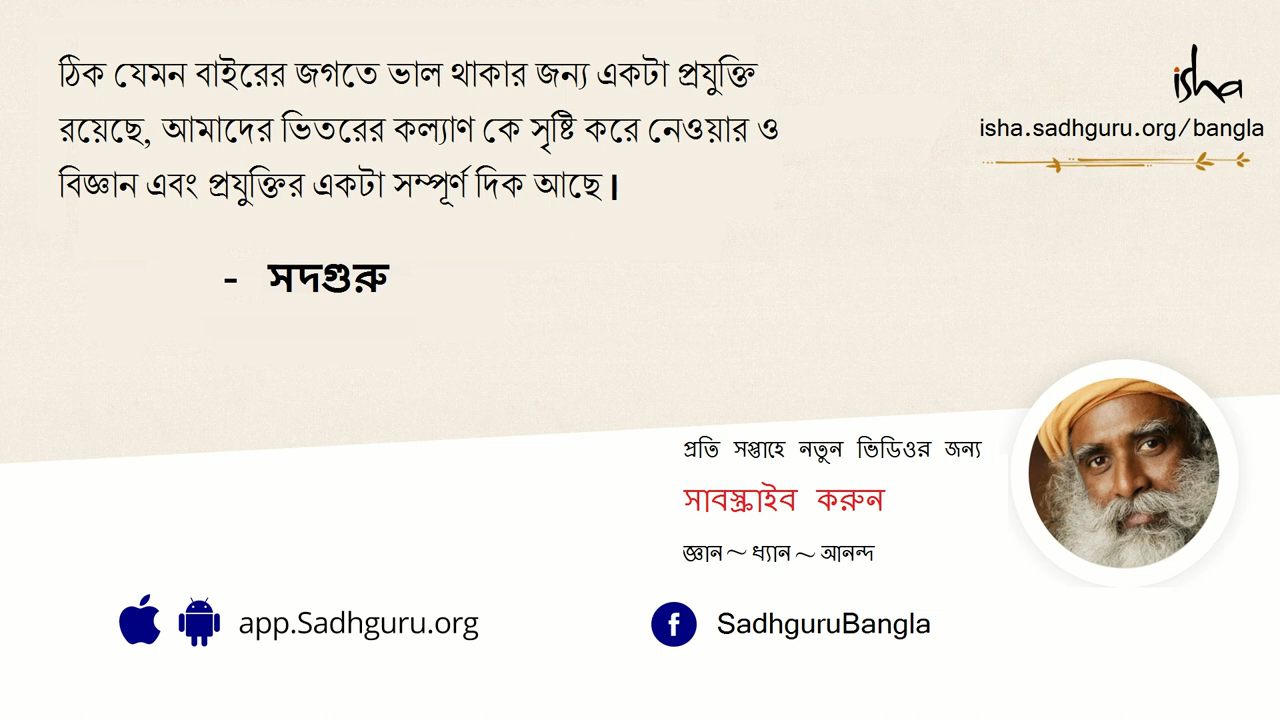 ঠিক যেমন বাইরের জগতে ভাল থাকার জন্য একটা প্রযুক্তি
রয়েছে, আমাদের ভিতরের কল্যাণ কে সৃষ্টি করে নেওয়ার ও
বিজ্ঞান এবং প্রযুক্তির একটা সম্পূর্ণ দিক আছে।
- সদগুরু
isha
isha.sadhguru.org/bangla
প্রতি সপ্তাহে নতুন ভিডিওর জন্য
সাবস্ক্রাইব করুন
জ্ঞান ~ ধ্যান ~ আনন্দ
app.Sadhguru.org
f SadhguruBangla